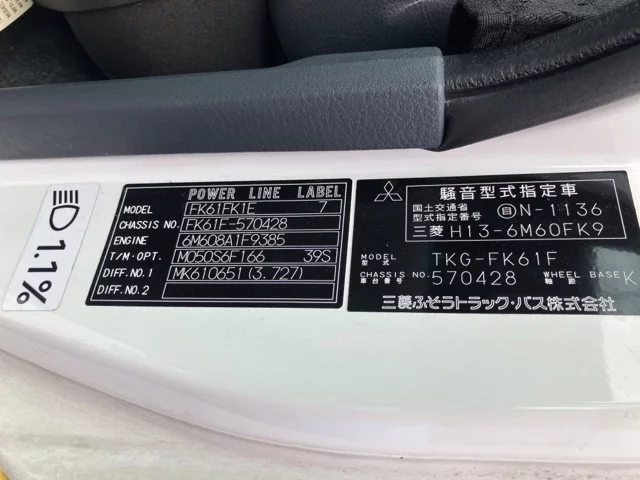 1.1%
POWER LINE LABEL
MODEL FK61FK1E 7
CHASSIS NO. FK61F-570428
ENGINE 6M608A1F9385
T/M·OPT. M050S6F166 39S
DIFF. NO.1 MK610651 (3.727)
DIFF. NO.2
騒音型式指定車
国土交通省
型式指定番号 自N-1136
三菱 H13-6M60FK9
MODEL
型式 TKG-FK61F
CHASSIS NO.
車台番号 570428
WHEEL BASE
軸距 K
三菱ふそうトラック・バス株式会社